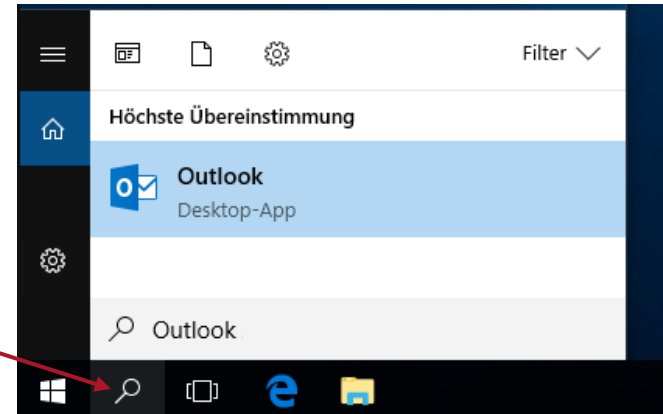 Filter
Höchste Übereinstimmung
Outlook
Desktop-App
Outlook